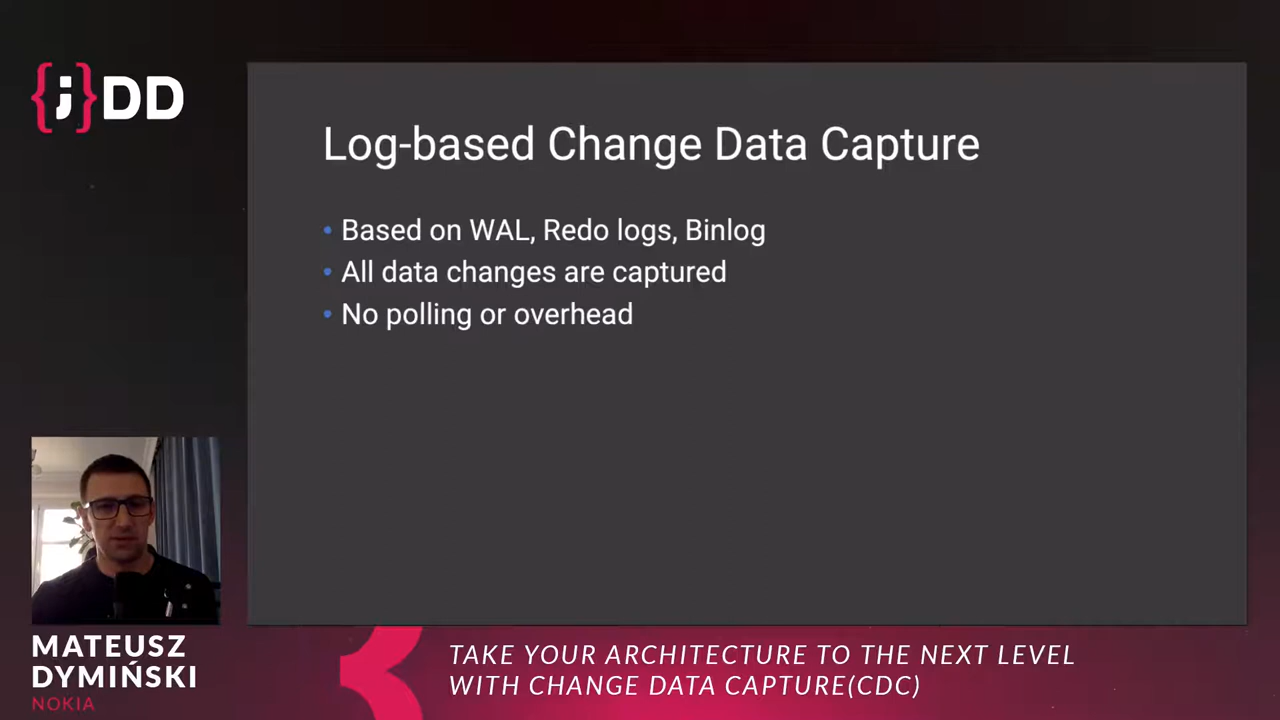 {;}DD
Log-based Change Data Capture
• Based on WAL, Redo logs, Binlog
• All data changes are captured
• No polling or overhead
MATEUSZ
DYMIŃSKI
NOKIA
TAKE YOUR ARCHITECTURE TO THE NEXT LEVEL
WITH CHANGE DATA CAPTURE(CDC)